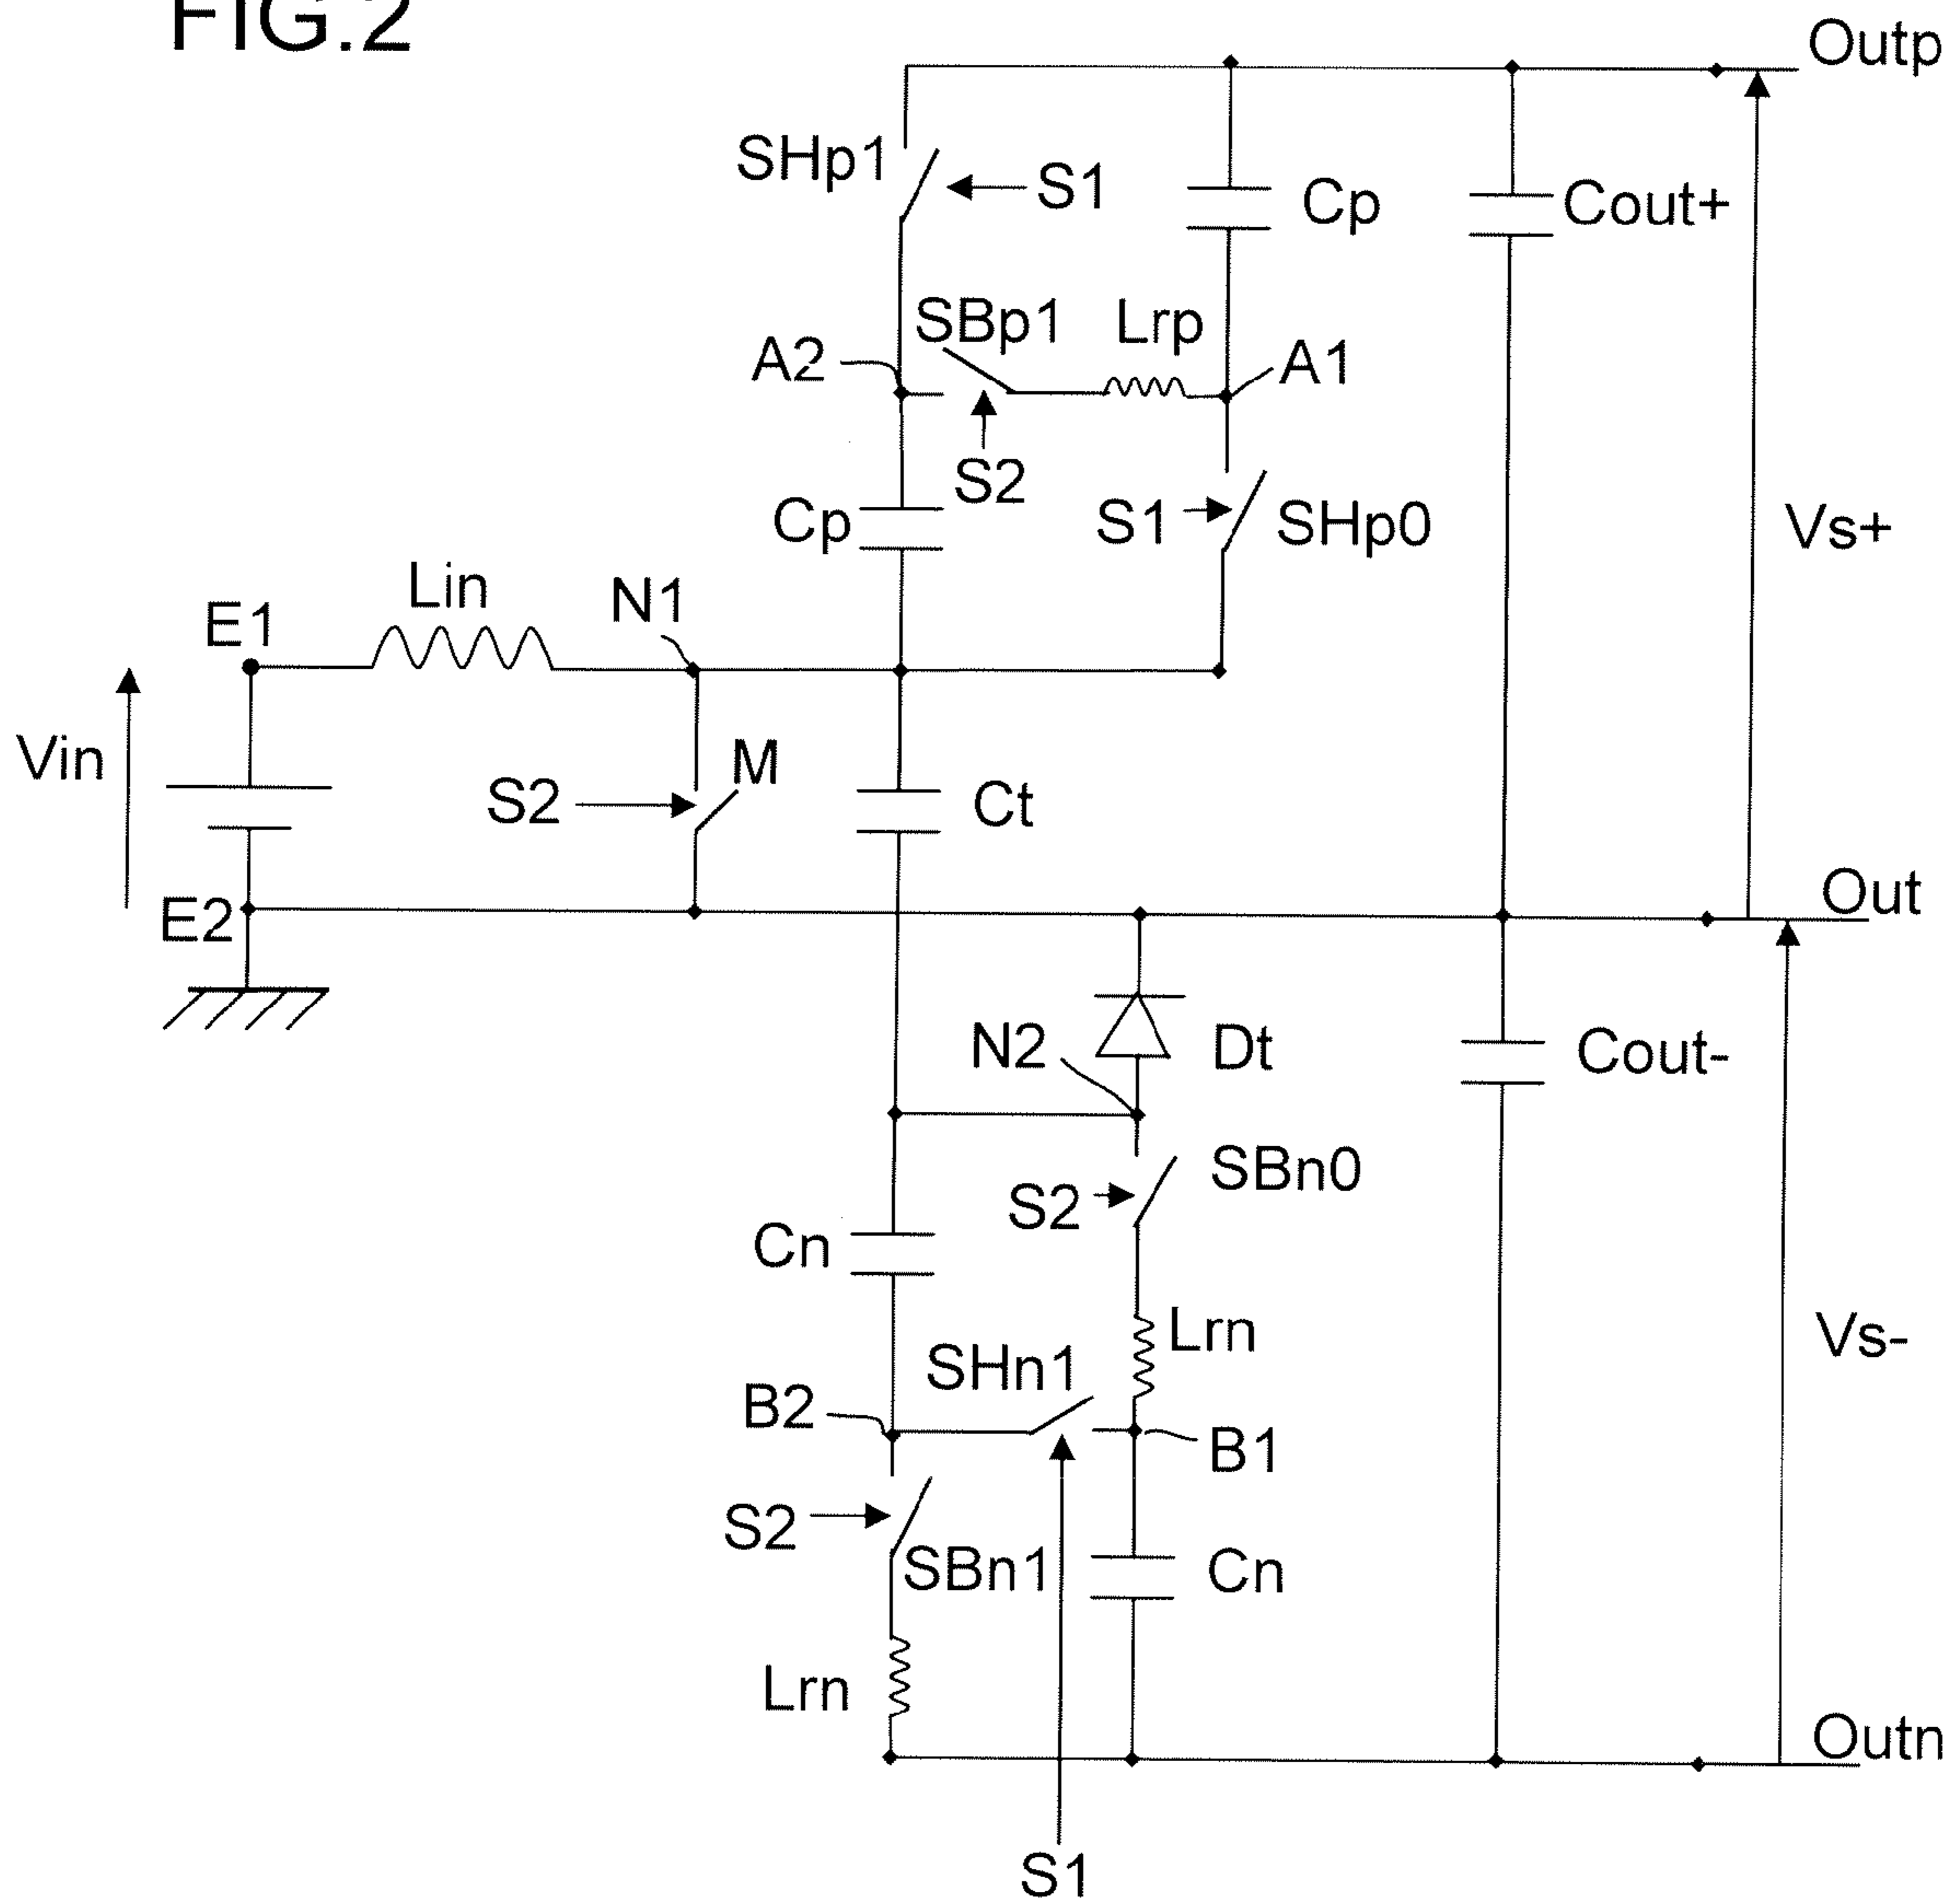 FIG.2
Outp
SHp1
S1
Cp
Cout+
SBp1
Lrp
A2
A1
S2
Cp
S1
SHp0
Vs+
Lin
N1
E1
Vin
M
S2
Ct
E2
Out
N2
Dt
Cout-
SBn0
S2
Cn
Lrn
SHn1
Vs-
B2
B1
S2
SBn1
Cn
Lrn
Outn
S1